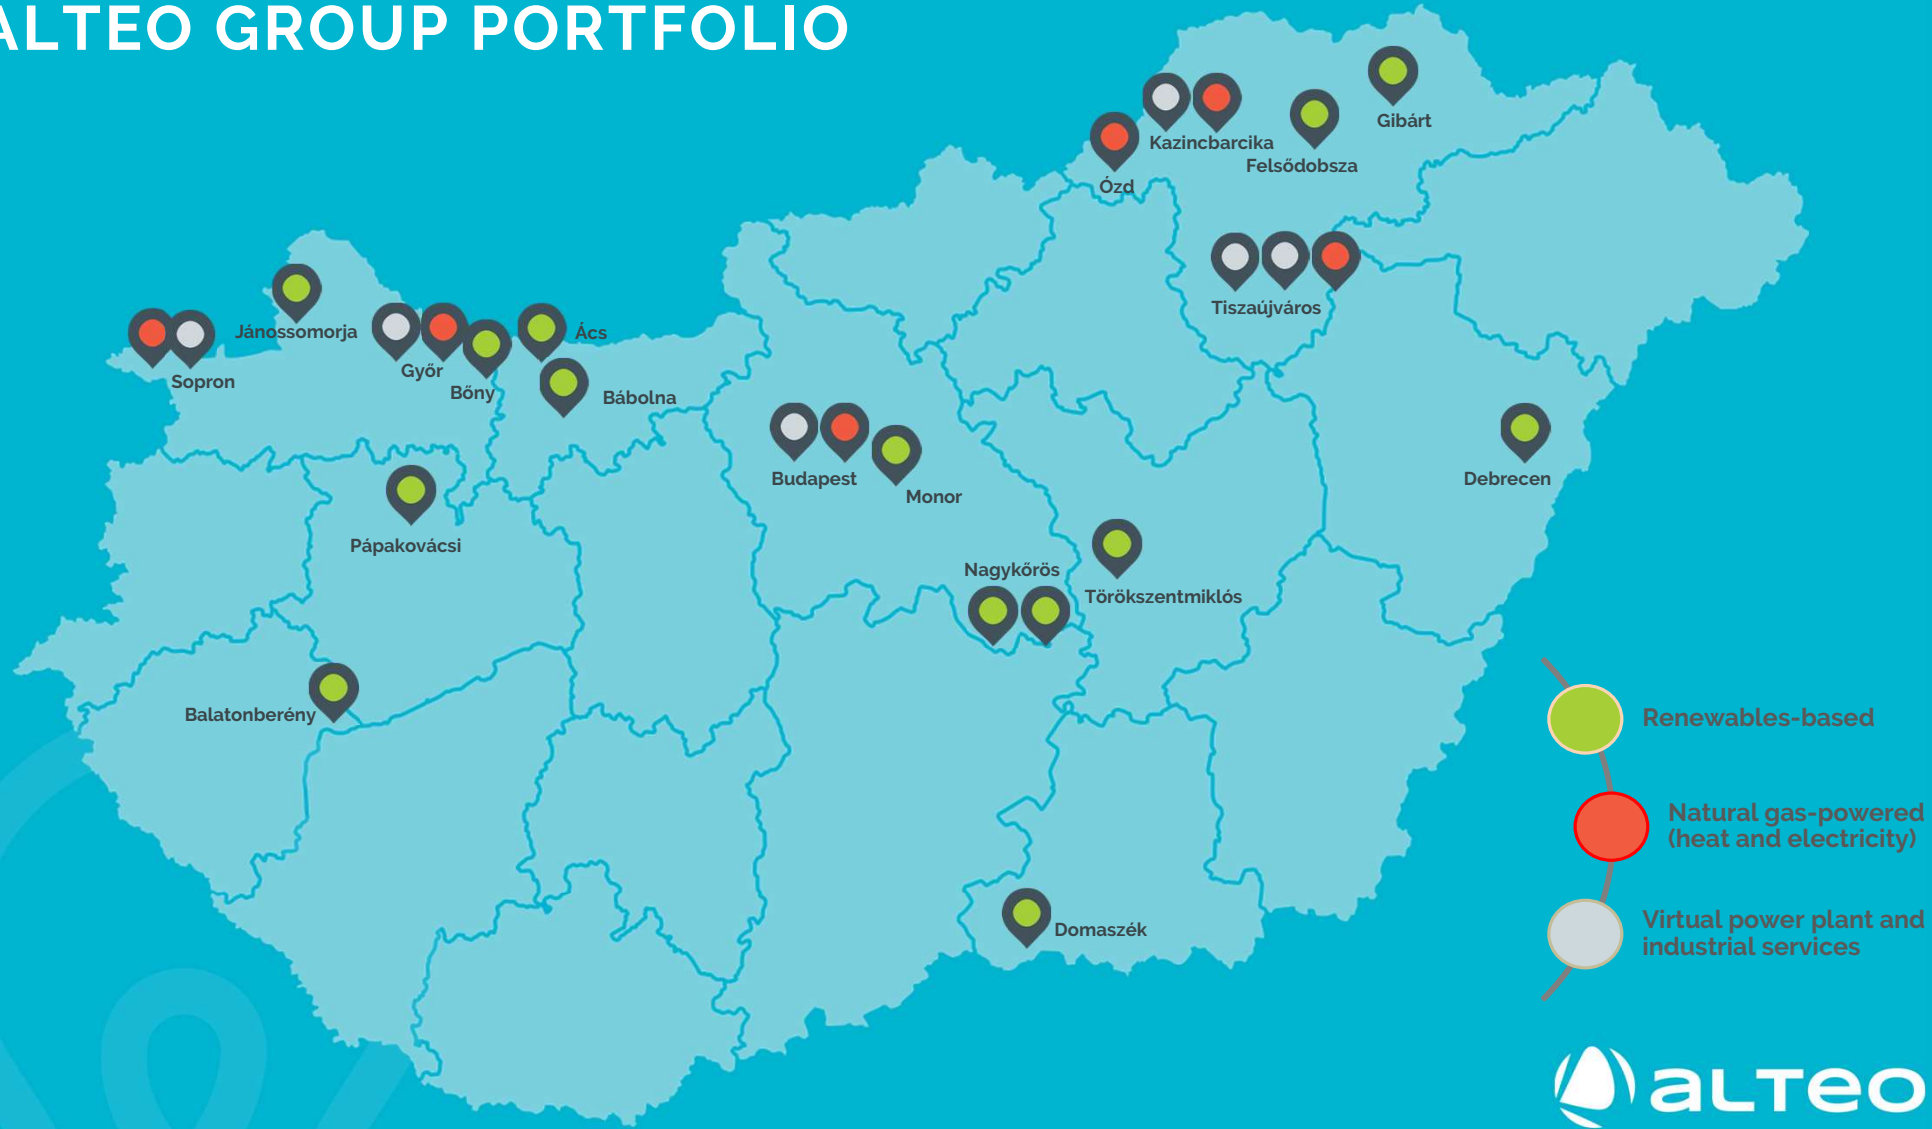 ALTEO GROUP PORTFOLIO
Gibárt
Kazincbarcika
Felsődobsza
Ózd
Tiszaújváros
Jánossomorja
Ács
Sopron
Győr
Bőny
Bábolna
Budapest
Monor
Debrecen
Pápakovácsi
Nagykőrös
Törökszentmiklós
Balatonberény
Domaszék
Renewables-based
Natural gas-powered
(heat and electricity)
Virtual power plant and
industrial services
ALTEO